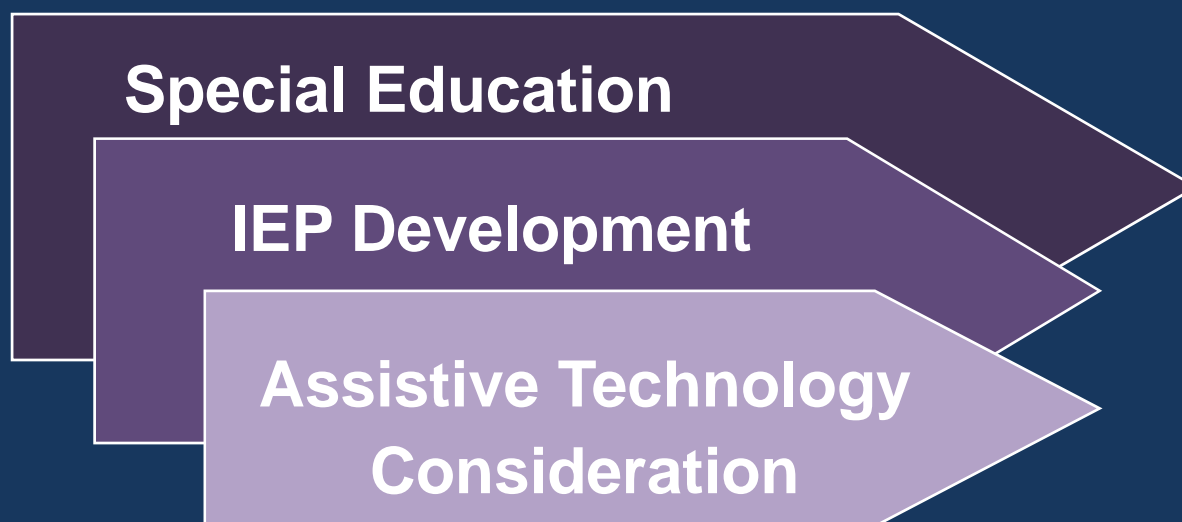 Special Education
IEP Development
Assistive Technology
Consideration